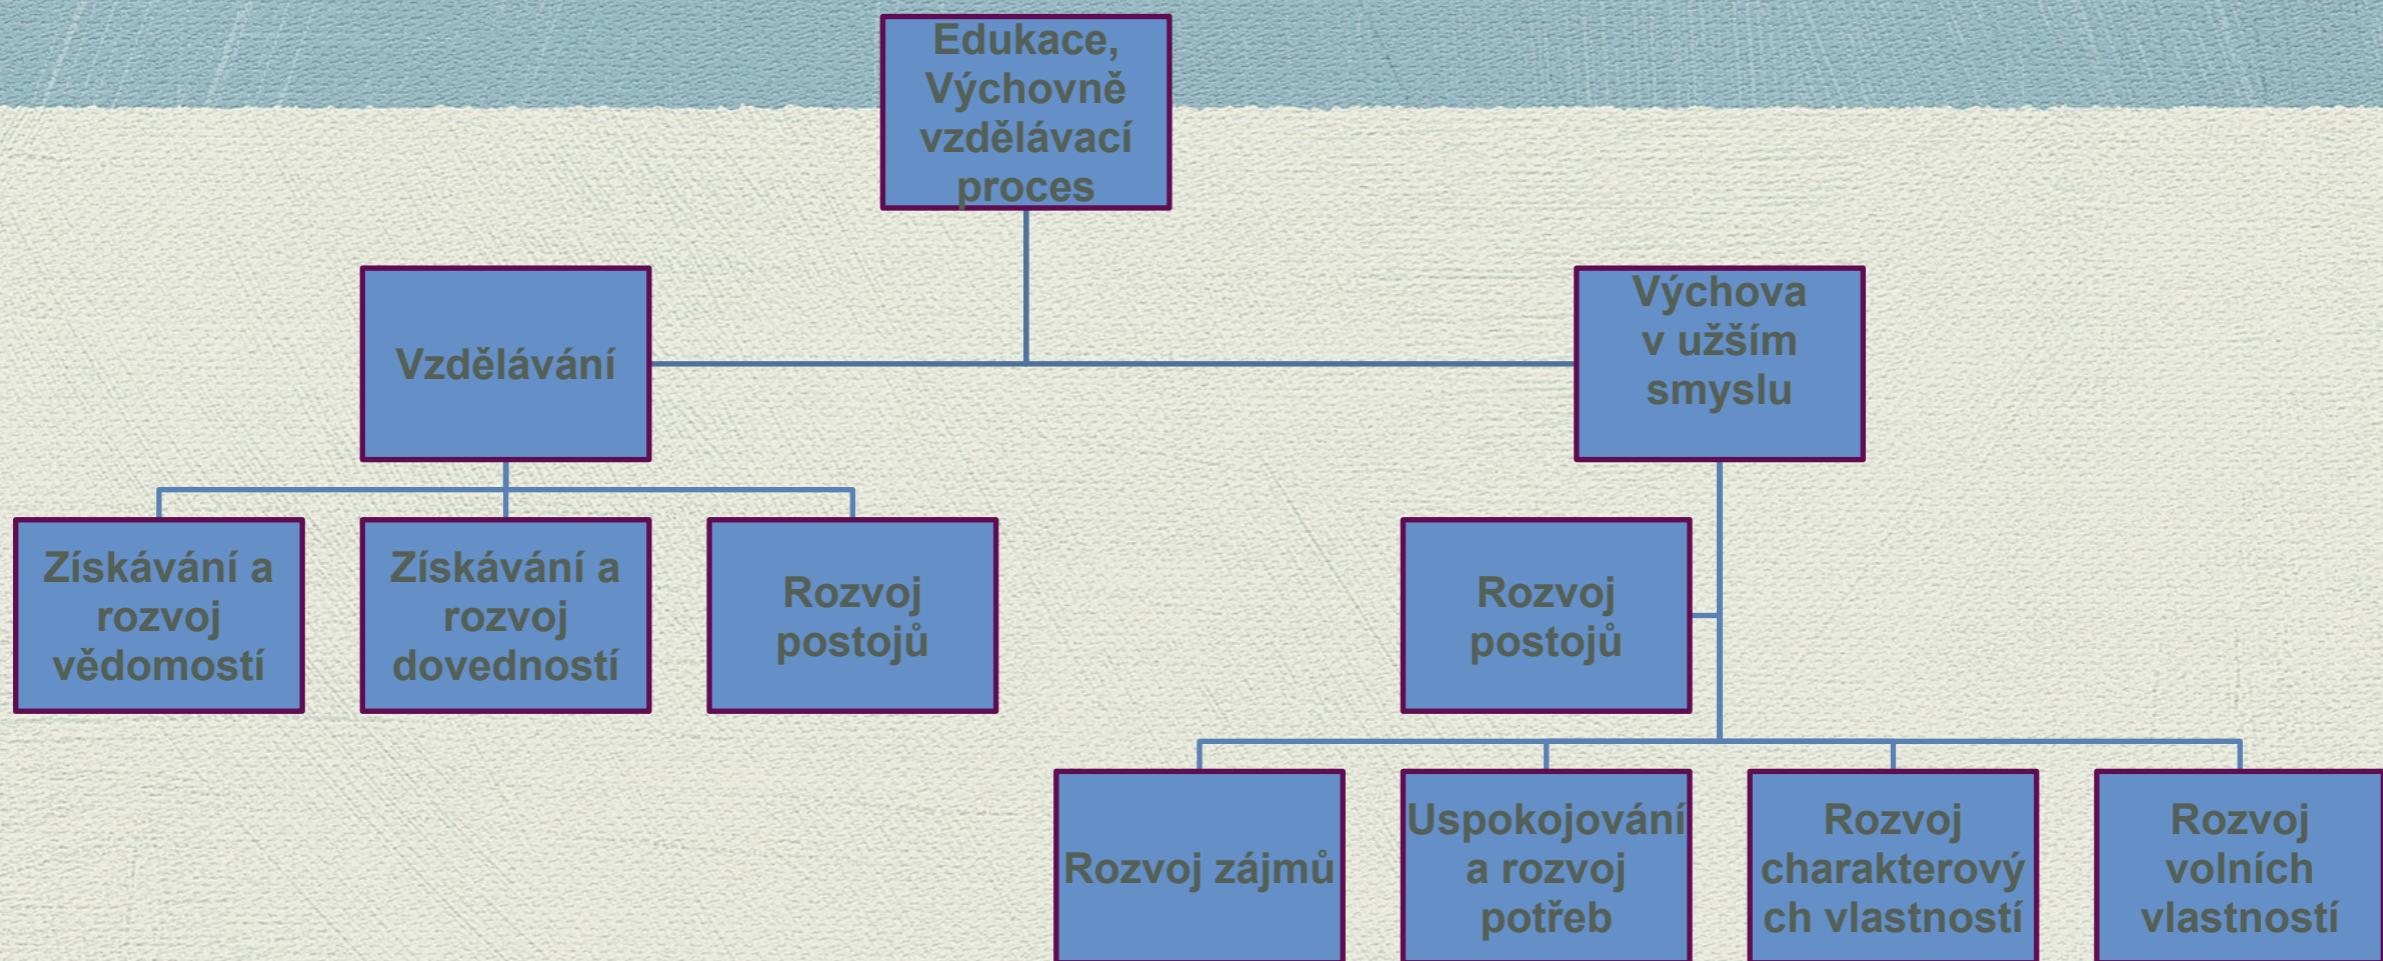 Edukace,
Výchovně
vzdělávací
proces
Vzdělávání
Výchova
v užším
smyslu
Získávání a
rozvoj
vědomostí
Získávání a
rozvoj
dovedností
Rozvoj
postojů
Rozvoj
postojů
Rozvoj zájmů
Uspokojování
a rozvoj
potřeb
Rozvoj
charakterový
ch vlastností
Rozvoj
volních
vlastností